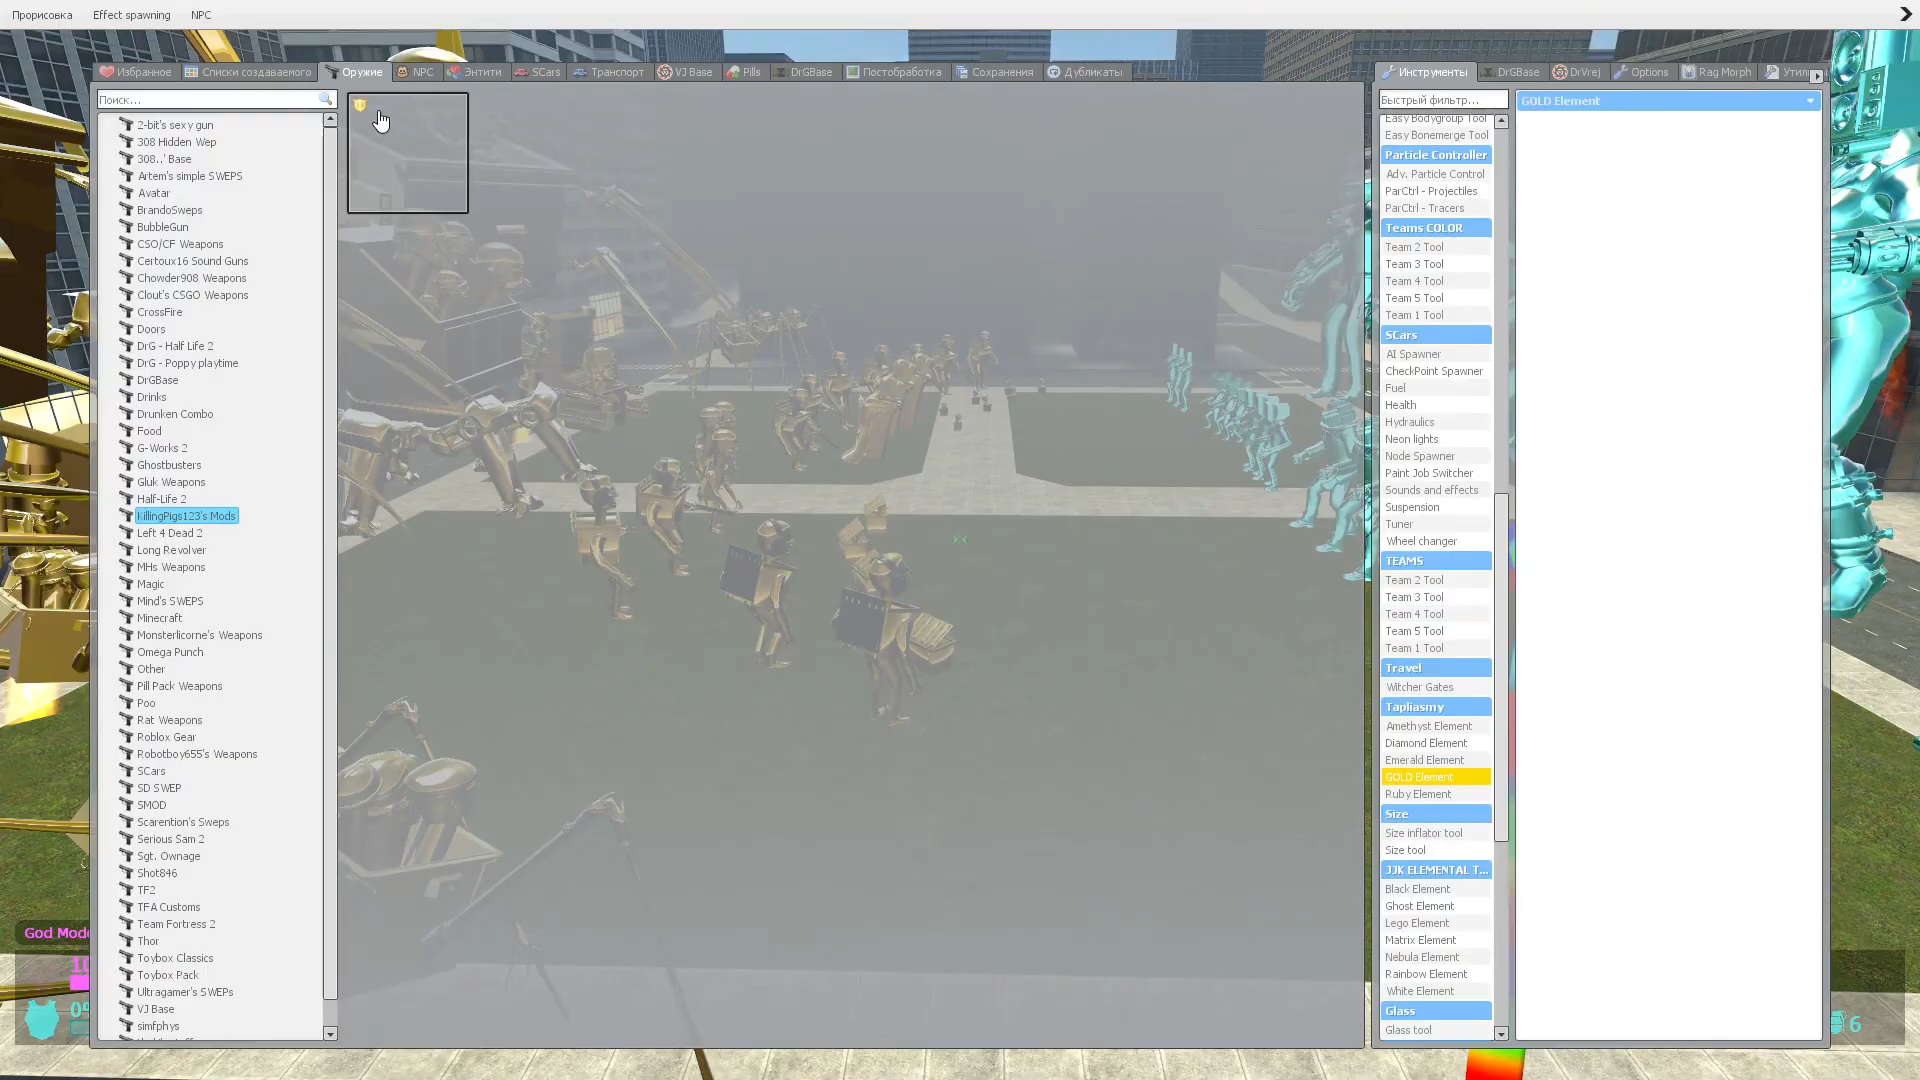 Прорисовка Effect spawning NPC
Избранное Списки создаваемого Оружие NPC Энтити SCars Транспорт VJ Base Pills DrGBase Постобработка Сохранения Дубликаты
Поиск...
2-bit's sexy gun
308 Hidden Wep
308..' Base
Artem's simple SWEPS
Avatar
BrandoSweps
BubbleGun
CSO/CF Weapons
Certoux16 Sound Guns
Chowder908 Weapons
Clout's CSGO Weapons
CrossFire
Doors
DrG - Half Life 2
DrG - Poppy playtime
DrGBase
Drinks
Drunken Combo
Food
G-Works 2
Ghostbusters
Gluk Weapons
Half-Life 2
KillingPigs123's Mods
Left 4 Dead 2
Long Revolver
MHs Weapons
Magic
Mind's SWEPS
Minecraft
Monsterlicorne's Weapons
Omega Punch
Other
Pill Pack Weapons
Poo
Rat Weapons
Roblox Gear
Robotboy655's Weapons
SCars
SD SWEP
SMOD
Scarention's Sweps
Serious Sam 2
Sgt. Ownage
Shot846
TF2
TFA Customs
Team Fortress 2
Thor
Toybox Classics
Toybox Pack
Ultragamer's SWEPs
VJ Base
simfphys
God Mode
Инструменты DrGBase DrVrej Options Rag Morph
Быстрый фильтр...
Easy Bodygroup Tool
Easy Bonemerge Tool
Particle Controller
Adv. Particle Control
ParCtrl - Projectiles
ParCtrl - Tracers
Teams COLOR
Team 2 Tool
Team 3 Tool
Team 4 Tool
Team 5 Tool
Team 1 Tool
SCars
AI Spawner
CheckPoint Spawner
Fuel
Health
Hydraulics
Neon lights
Node Spawner
Paint Job Switcher
Sounds and effects
Suspension
Tuner
Wheel changer
TEAMS
Team 2 Tool
Team 3 Tool
Team 4 Tool
Team 5 Tool
Team 1 Tool
Travel
Witcher Gates
Tapliasmy
Amethyst Element
Diamond Element
Emerald Element
GOLD Element
Ruby Element
Size
Size inflator tool
Size tool
JJK ELEMENTAL T...
Black Element
Ghost Element
Lego Element
Matrix Element
Nebula Element
Rainbow Element
White Element
Glass
Glass tool
GOLD Element
6